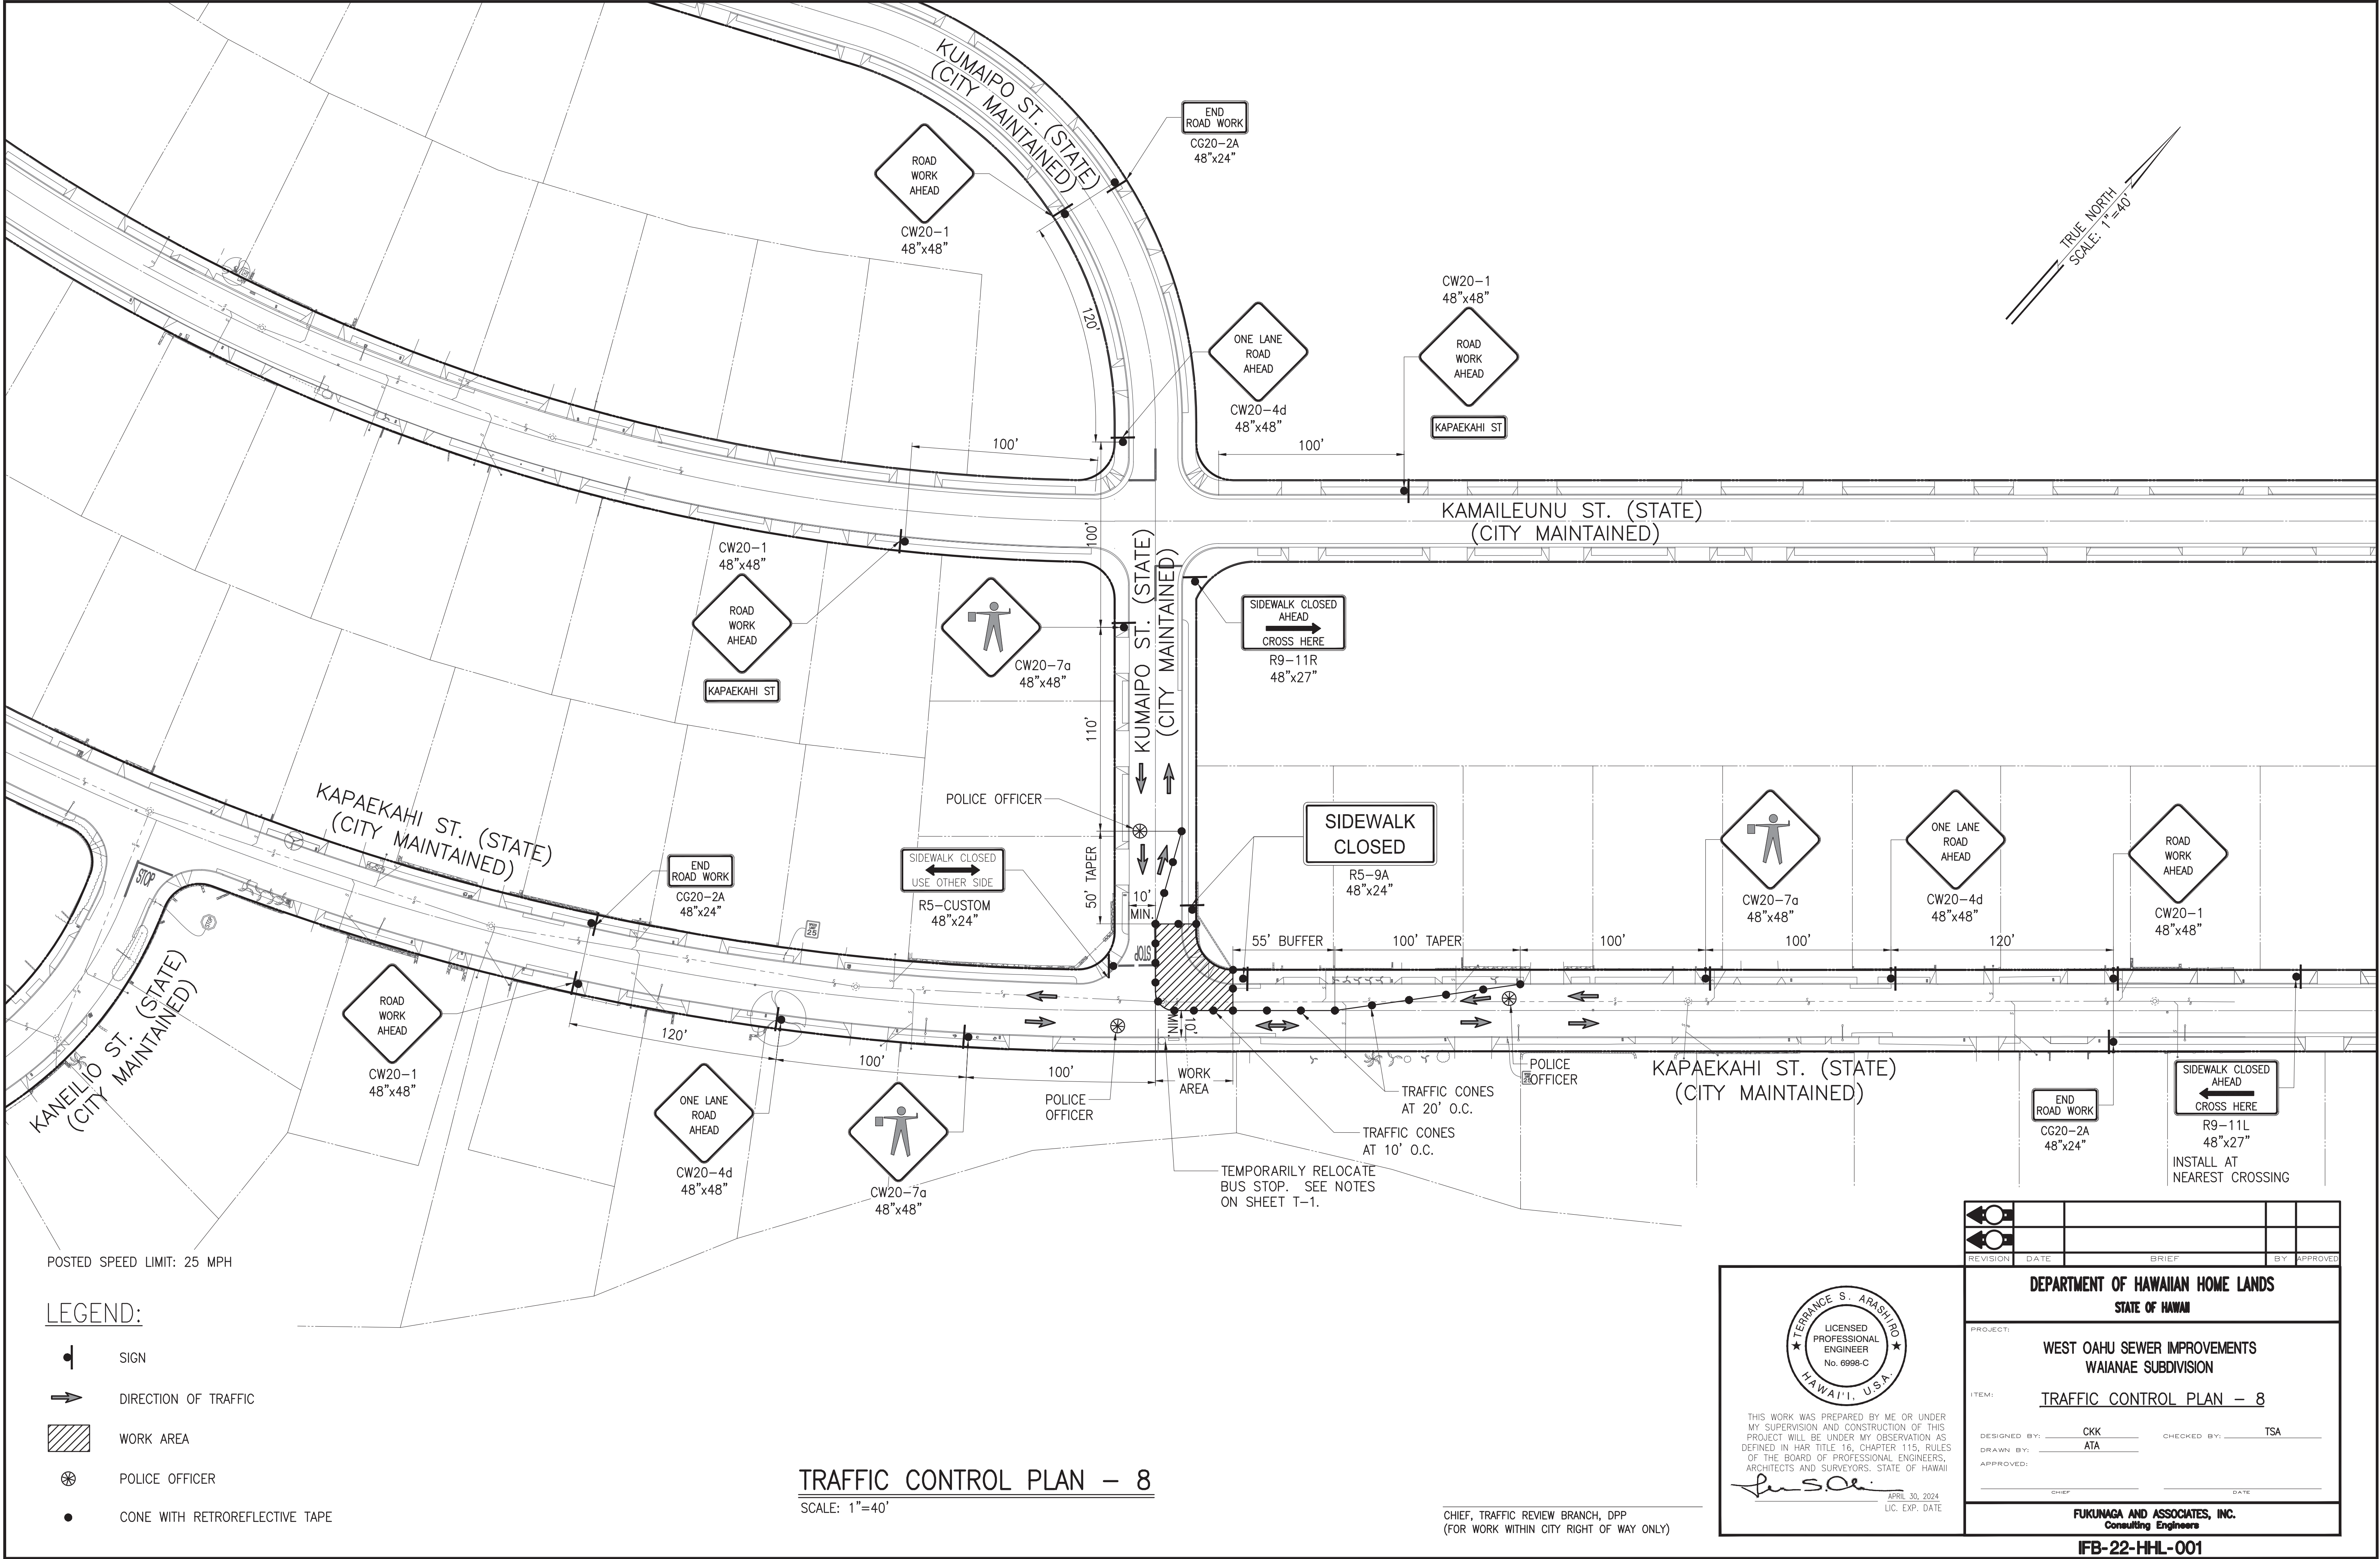 KUMAIPO ST. (STATE)
(CITY MAINTAINED)
END
ROAD WORK
CG20-2A
48"x24"
ROAD
WORK
AHEAD
CW20-1
48"x48"
TRUE NORTH
SCALE: 1"=40'
120'
ONE LANE
ROAD
AHEAD
CW20-4d
48"x48"
CW20-1
48"x48"
ROAD
WORK
AHEAD
KAPAEKAHI ST
100'
100'
KAMAILEUNU ST. (STATE)
(CITY MAINTAINED)
100'
CW20-1
48"x48"
ROAD
WORK
AHEAD
KAPAEKAHI ST
CW20-7a
48"x48"
KUMAIPO ST. (STATE)
(CITY MAINTAINED)
SIDEWALK CLOSED
AHEAD
CROSS HERE
R9-11R
48"x27"
110'
POLICE OFFICER
50' TAPER
10'
MIN.
STOP
KAPAEKAHI ST. (STATE)
(CITY MAINTAINED)
STOP
END
ROAD WORK
CG20-2A
48"x24"
SIDEWALK CLOSED
USE OTHER SIDE
R5-CUSTOM
48"x24"
SIDEWALK
CLOSED
R5-9A
48"x24"
CW20-7a
48"x48"
ONE LANE
ROAD
AHEAD
CW20-4d
48"x48"
ROAD
WORK
AHEAD
CW20-1
48"x48"
55' BUFFER
100' TAPER
100'
100'
120'
KANEILIO ST. (STATE)
(CITY MAINTAINED)
ROAD
WORK
AHEAD
CW20-1
48"x48"
120'
100'
100'
ONE LANE
ROAD
AHEAD
CW20-4d
48"x48"
CW20-7a
48"x48"
POLICE
OFFICER
10'
MIN.
WORK
AREA
TRAFFIC CONES
AT 20' O.C.
TRAFFIC CONES
AT 10' O.C.
TEMPORARILY RELOCATE
BUS STOP. SEE NOTES
ON SHEET T-1.
POLICE
OFFICER
KAPAEKAHI ST. (STATE)
(CITY MAINTAINED)
END
ROAD WORK
CG20-2A
48"x24"
SIDEWALK CLOSED
AHEAD
CROSS HERE
R9-11L
48"x27"
INSTALL AT
NEAREST CROSSING
POSTED SPEED LIMIT: 25 MPH
LEGEND:
SIGN
DIRECTION OF TRAFFIC
WORK AREA
POLICE OFFICER
CONE WITH RETROREFLECTIVE TAPE
TRAFFIC CONTROL PLAN - 8
SCALE: 1"=40'
CHIEF, TRAFFIC REVIEW BRANCH, DPP
(FOR WORK WITHIN CITY RIGHT OF WAY ONLY)
TERRANCE S. ARASHIRO
LICENSED
PROFESSIONAL
ENGINEER
No. 6998-C
HAWAI'I, U.S.A.
THIS WORK WAS PREPARED BY ME OR UNDER
MY SUPERVISION AND CONSTRUCTION OF THIS
PROJECT WILL BE UNDER MY OBSERVATION AS
DEFINED IN HAR TITLE 16, CHAPTER 115, RULES
OF THE BOARD OF PROFESSIONAL ENGINEERS,
ARCHITECTS AND SURVEYORS. STATE OF HAWAII
APRIL 30, 2024
LIC. EXP. DATE
REVISION DATE BRIEF BY APPROVED
DEPARTMENT OF HAWAIIAN HOME LANDS
STATE OF HAWAII
PROJECT:
WEST OAHU SEWER IMPROVEMENTS
WAIANAE SUBDIVISION
ITEM:
TRAFFIC CONTROL PLAN - 8
DESIGNED BY: CKK CHECKED BY: TSA
DRAWN BY: ATA
APPROVED:
CHIEF DATE
FUKUNAGA AND ASSOCIATES, INC.
Consulting Engineers
IFB-22-HHL-001